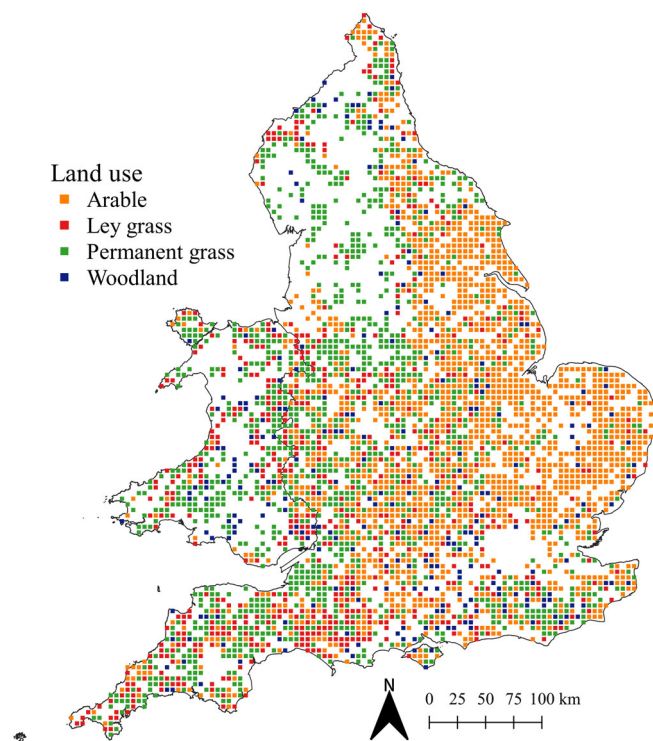 Land use
Arable
Ley grass
Permanent grass
Woodland
N
0 25 50 75 100 km